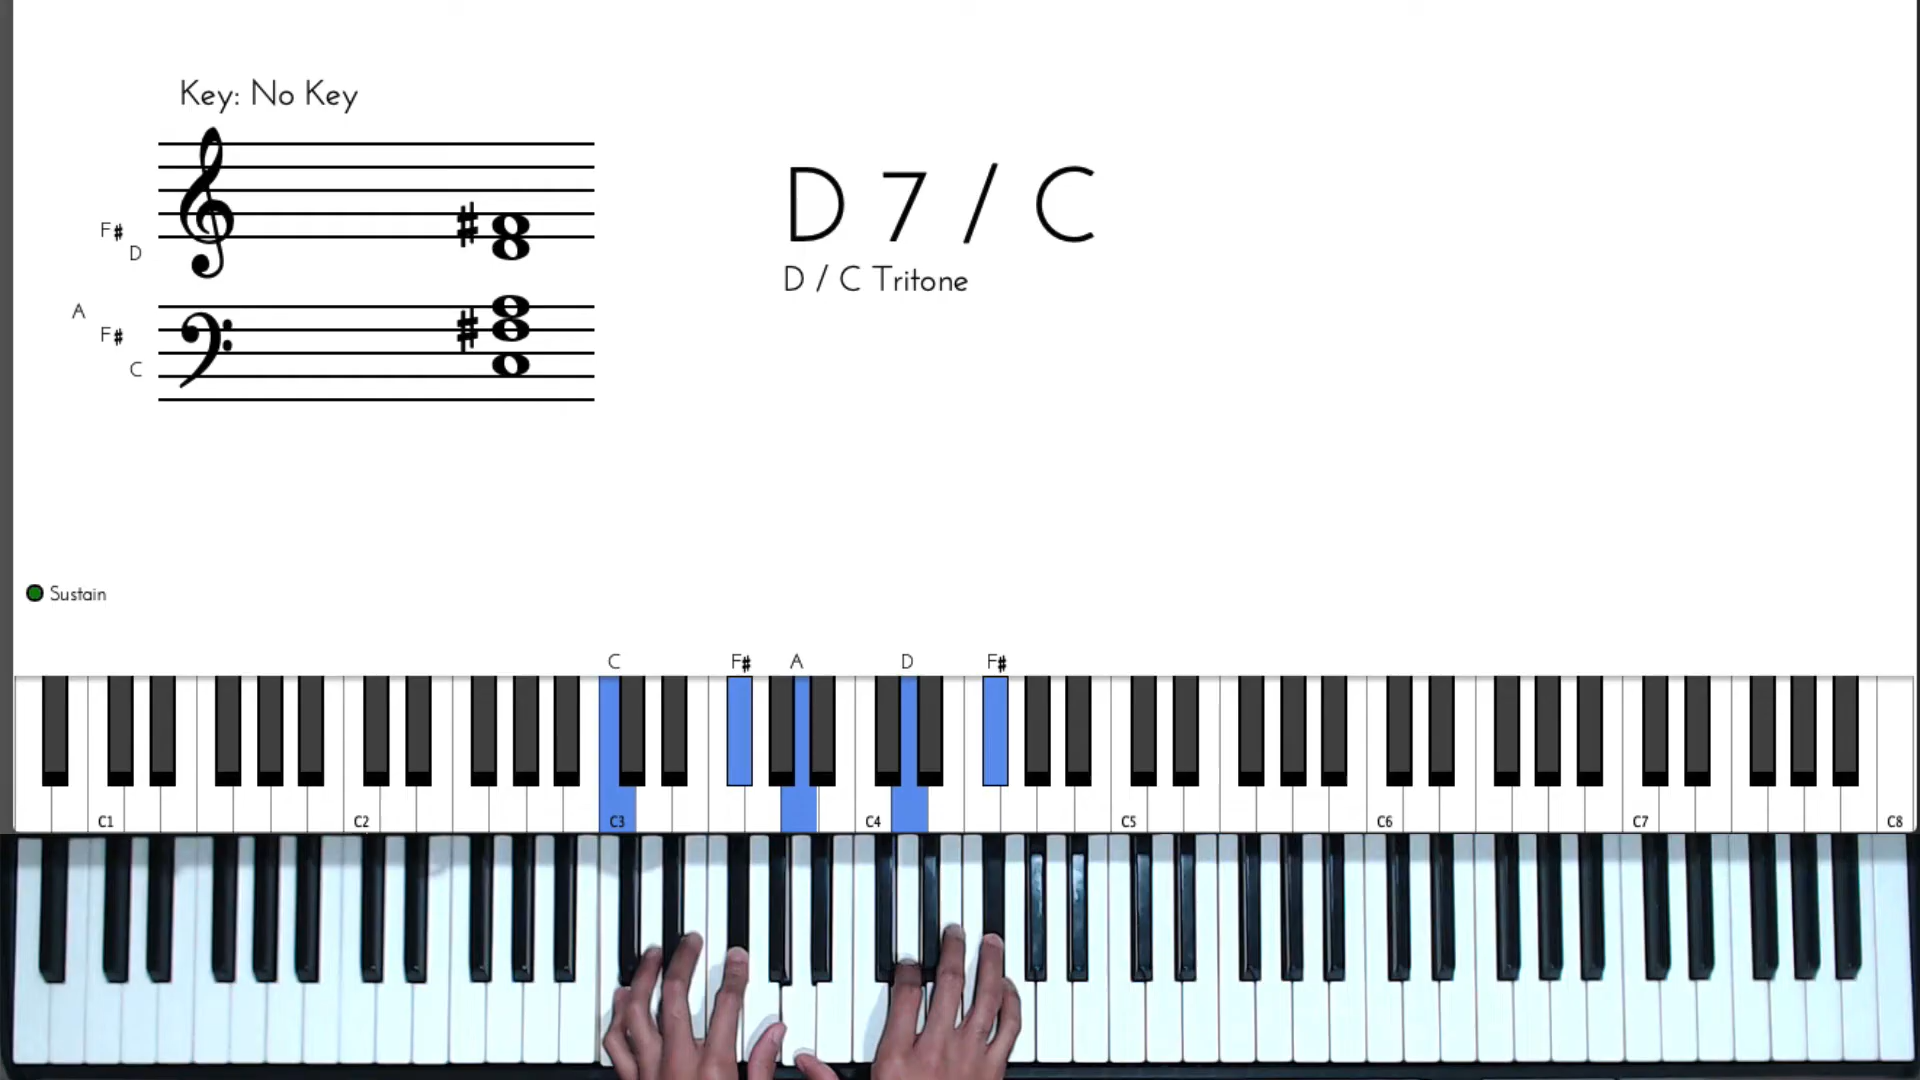 Key: No Key
F#
D
A
F#
C
D 7 / C
D / C Tritone
Sustain
C F# A D F#
C1 C2 C3 C4 C5 C6 C7 C8